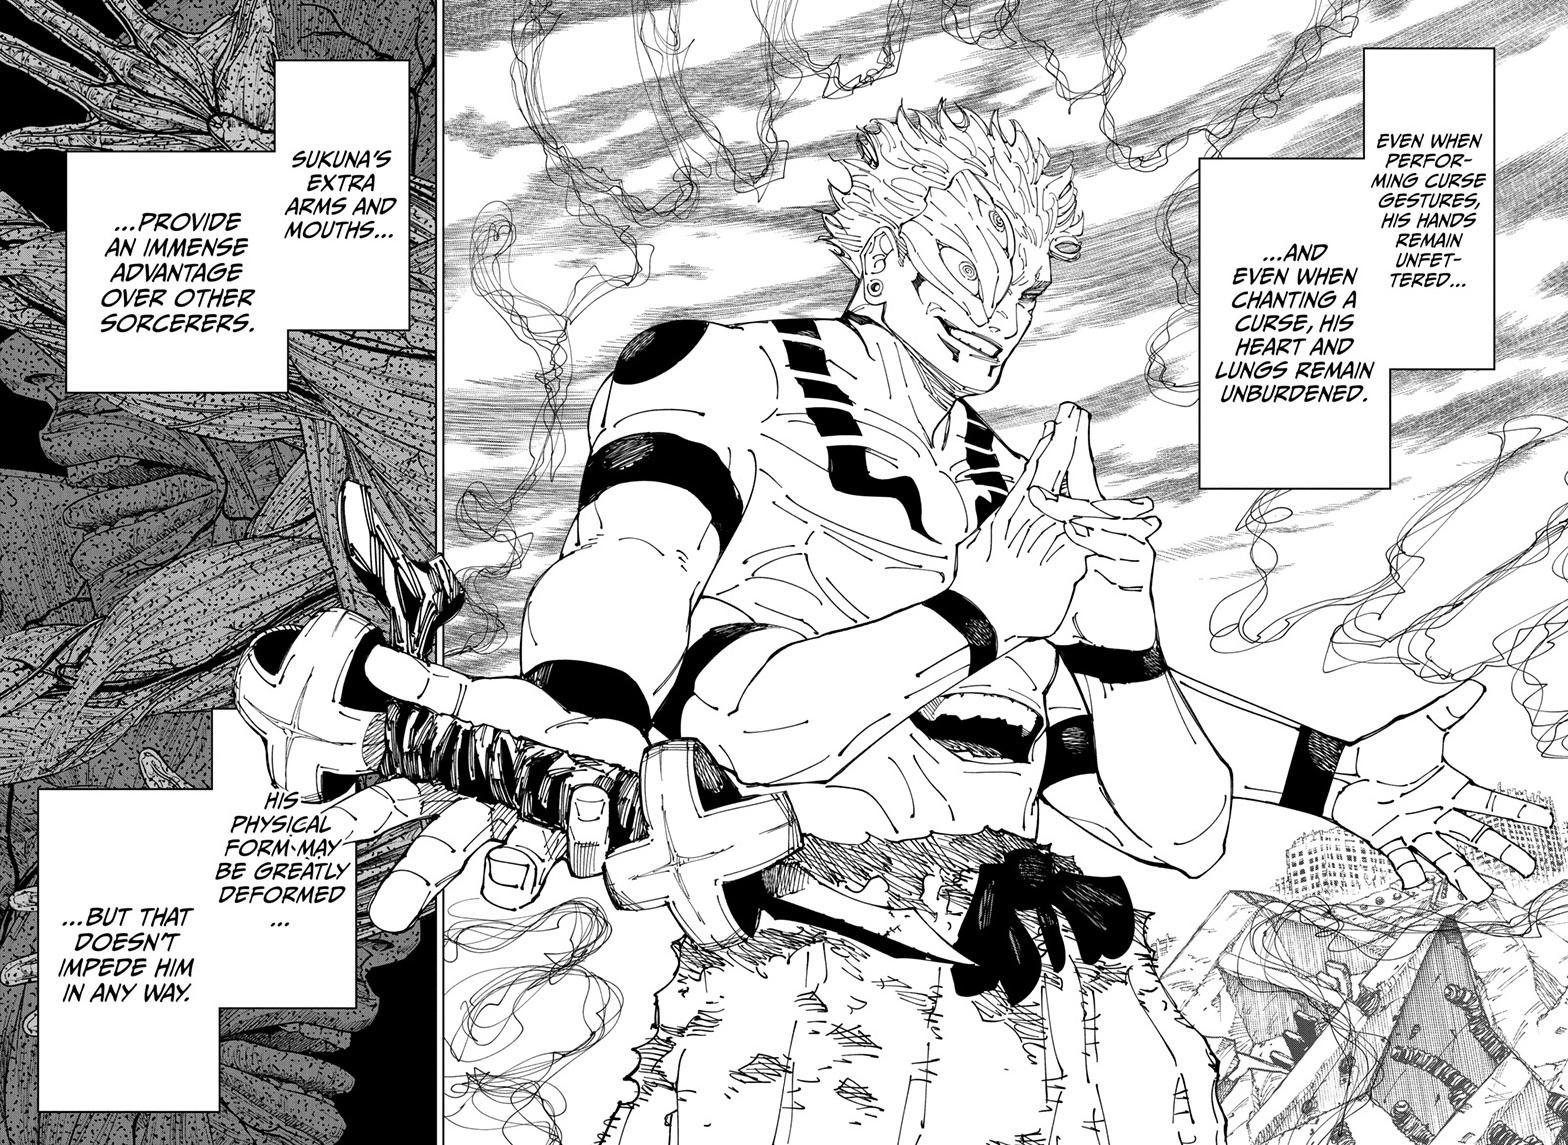 EVEN WHEN
PERFOR-
MING CURSE
GESTURES,
HIS HANDS
REMAIN
UNFET-
TERED...
...AND
EVEN WHEN
CHANTING A
CURSE, HIS
HEART AND
LUNGS REMAIN
UNBURDENED.
SUKUNA'S
EXTRA
ARMS AND
MOUTHS...
...PROVIDE
AN IMMENSE
ADVANTAGE
OVER OTHER
SORCERERS.
HIS
PHYSICAL
FORM MAY
BE GREATLY
DEFORMED
...
...BUT THAT
DOESN'T
IMPEDE HIM
IN ANY WAY.